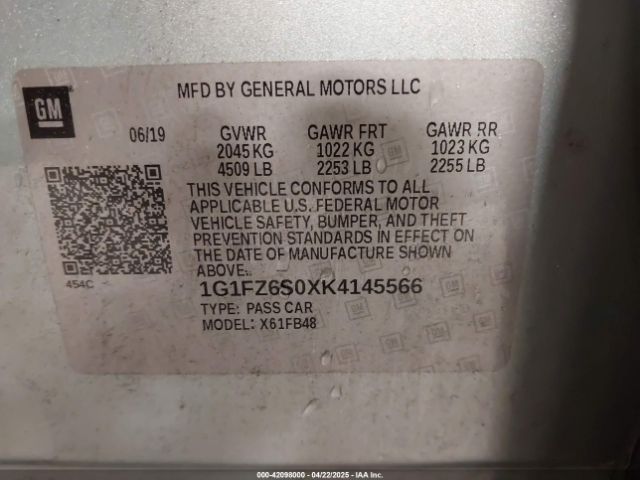 GM
MFD BY GENERAL MOTORS LLC
06/19 GVWR GAWR FRT GAWR RR
2045 KG 1022 KG 1023 KG
4509 LB 2253 LB 2255 LB
THIS VEHICLE CONFORMS TO ALL
APPLICABLE U.S. FEDERAL MOTOR
VEHICLE SAFETY, BUMPER, AND THEFT
PREVENTION STANDARDS IN EFFECT ON
THE DATE OF MANUFACTURE SHOWN
ABOVE.
454C
1G1FZ6S0XK4145566
TYPE: PASS CAR
MODEL: X61FB48
000-42098000 - 04/22/2025 - IAA Inc.